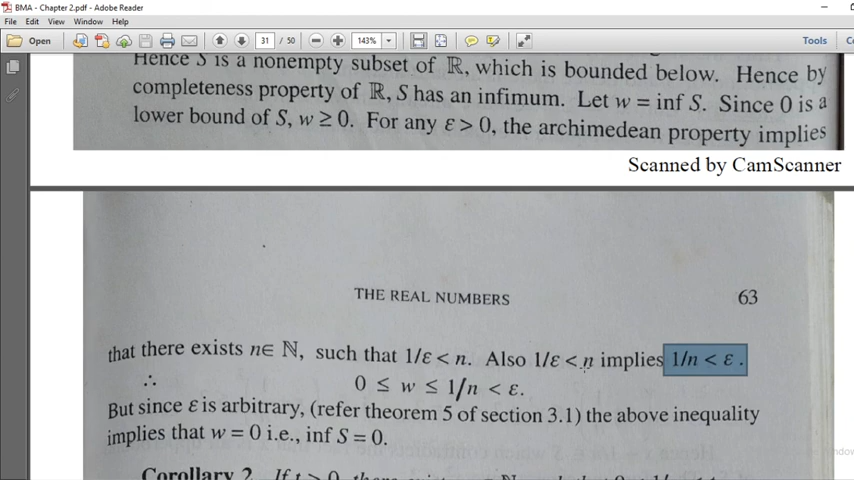 BMA - Chapter 2.pdf - Adobe Reader
File Edit View Window Help
Open 31 / 50 143% Tools
Hence S is a nonempty subset of ℝ, which is bounded below. Hence by
completeness property of ℝ, S has an infimum. Let w = inf S. Since 0 is a
lower bound of S, w ≥ 0. For any ε > 0, the archimedean property implies
Scanned by CamScanner
THE REAL NUMBERS 63
that there exists n∈ ℕ, such that 1/ε < n. Also 1/ε < n implies 1/n < ε .
∴ 0 ≤ w ≤ 1/n < ε.
But since ε is arbitrary, (refer theorem 5 of section 3.1) the above inequality
implies that w = 0 i.e., inf S = 0.
Corollary 2. If t > 0, there